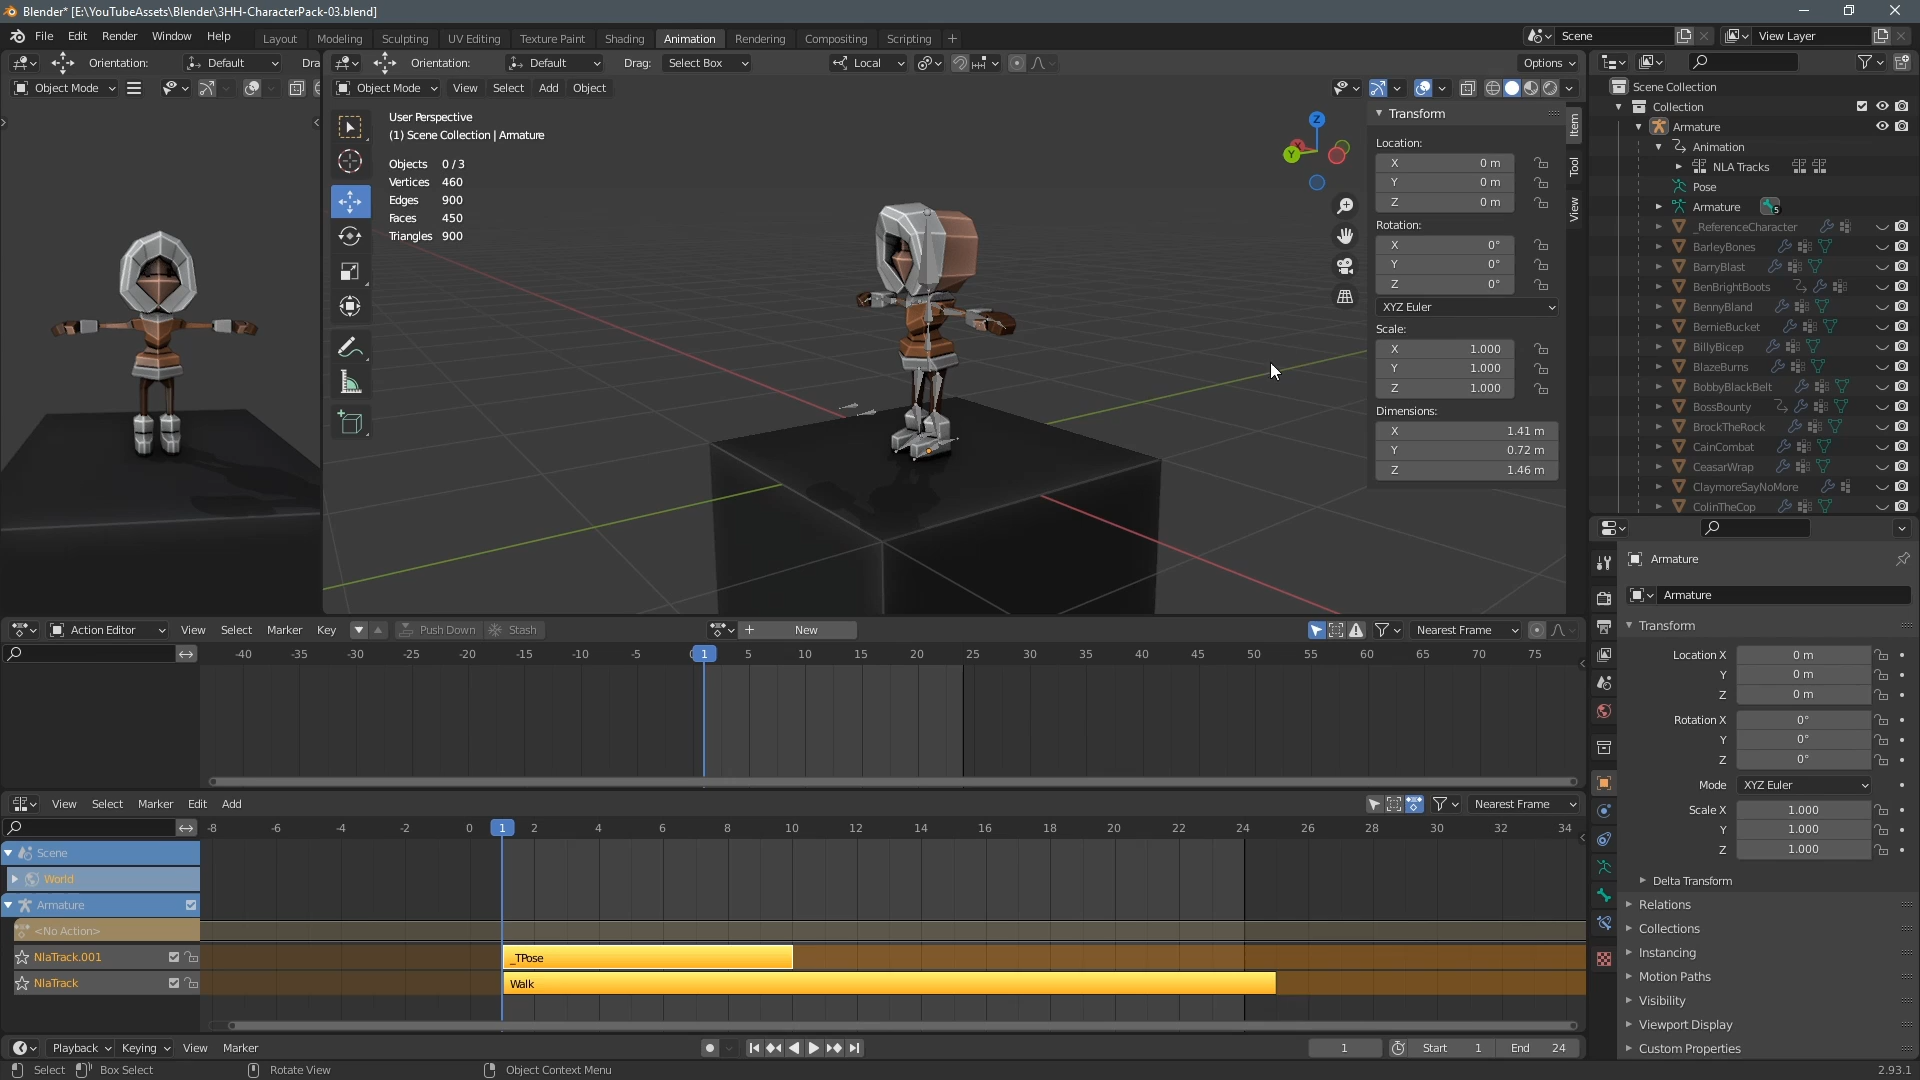 Blender* [E:\YouTubeAssets\Blender\3HH-CharacterPack-03.blend]
File Edit Render Window Help Layout Modeling Sculpting UV Editing Texture Paint Shading Animation Rendering Compositing Scripting + Scene View Layer
Orientation: Default Dra Orientation: Default Drag: Select Box Local Options
Object Mode Object Mode View Select Add Object
User Perspective
(1) Scene Collection | Armature
Objects 0 / 3
Vertices 460
Edges 900
Faces 450
Triangles 900
Z
X
Y
Transform
Location:
X 0 m
Y 0 m
Z 0 m
Rotation:
X 0°
Y 0°
Z 0°
XYZ Euler
Scale:
X 1.000
Y 1.000
Z 1.000
Dimensions:
X 1.41 m
Y 0.72 m
Z 1.46 m
Item
Tool
View
Scene Collection
Collection
Armature
Animation
NLA Tracks
Pose
Armature 5
_ReferenceCharacter
BarleyBones
BarryBlast
BenBrightBoots
BennyBland
BernieBucket
BillyBicep
BlazeBurns
BobbyBlackBelt
BossBounty
BrockTheRock
CainCombat
CeasarWrap
ClaymoreSayNoMore
ColinTheCop
Armature
Armature
Transform
Location X 0 m
Y 0 m
Z 0 m
Rotation X 0°
Y 0°
Z 0°
Mode XYZ Euler
Scale X 1.000
Y 1.000
Z 1.000
Delta Transform
Relations
Collections
Instancing
Motion Paths
Visibility
Viewport Display
Custom Properties
Action Editor View Select Marker Key Push Down Stash + New Nearest Frame
-40 -35 -30 -25 -20 -15 -10 -5 1 5 10 15 20 25 30 35 40 45 50 55 60 65 70 75
View Select Marker Edit Add Nearest Frame
-8 -6 -4 -2 0 1 2 4 6 8 10 12 14 16 18 20 22 24 26 28 30 32 34
Scene
World
Armature
<No Action>
NlaTrack.001 _TPose
NlaTrack Walk
Playback Keying View Marker 1 Start 1 End 24
Select Box Select Rotate View Object Context Menu 2.93.1